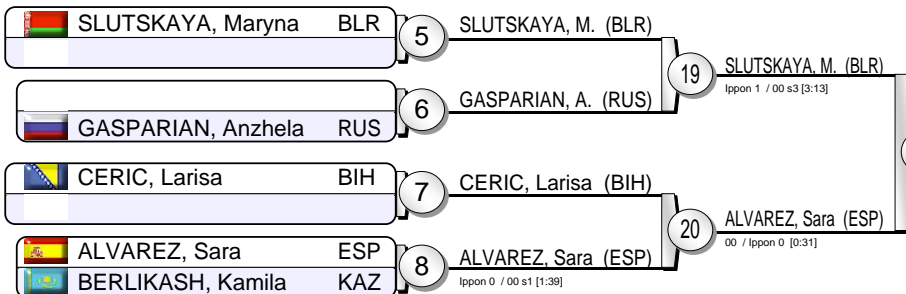 SLUTSKAYA, Maryna BLR
5
SLUTSKAYA, M. (BLR)
19
SLUTSKAYA, M. (BLR)
Ippon 1 / 00 s3 [3:13]
6
GASPARIAN, A. (RUS)
GASPARIAN, Anzhela RUS
CERIC, Larisa BIH
7
CERIC, Larisa (BIH)
20
ALVAREZ, Sara (ESP)
00 / Ippon 0 [0:31]
ALVAREZ, Sara ESP
8
ALVAREZ, Sara (ESP)
Ippon 0 / 00 s1 [1:39]
BERLIKASH, Kamila KAZ